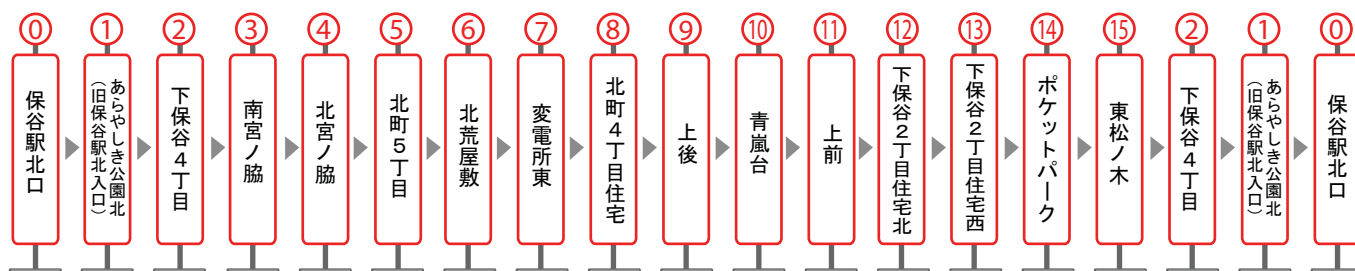 ⓪
保谷駅北口
①
あらやしき公園北
(旧保谷駅北入口)
②
下保谷4丁目
③
南宮ノ脇
④
北宮ノ脇
⑤
北町5丁目
⑥
北荒屋敷
⑦
変電所東
⑧
北町4丁目住宅
⑨
上後
⑩
青嵐台
⑪
上前
⑫
下保谷2丁目住宅北
⑬
下保谷2丁目住宅西
⑭
ポケットパーク
⑮
東松ノ木
②
下保谷4丁目
①
あらやしき公園北
(旧保谷駅北入口)
⓪
保谷駅北口